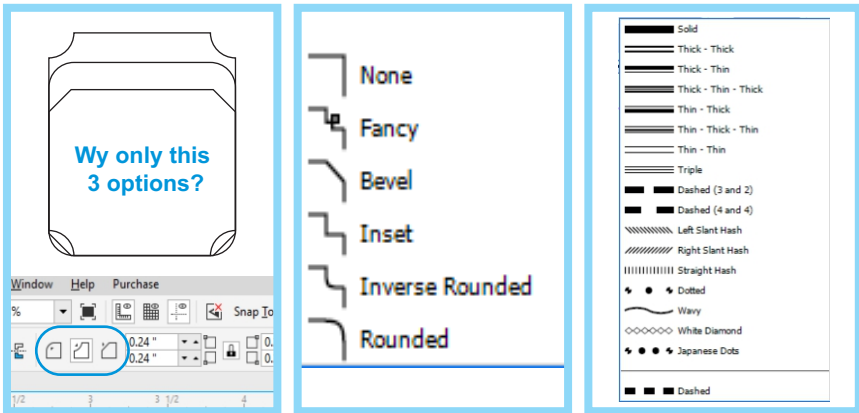 Wy only this
3 options?
Window Help Purchase
%
Snap To
0.24 "
0.24 "
0.
0.
1/2 3 3 1/2 4
None
Fancy
Bevel
Inset
Inverse Rounded
Rounded
Solid
Thick - Thick
Thick - Thin
Thick - Thin - Thick
Thin - Thick
Thin - Thick - Thin
Thin - Thin
Triple
Dashed (3 and 2)
Dashed (4 and 4)
Left Slant Hash
Right Slant Hash
Straight Hash
Dotted
Wavy
White Diamond
Japanese Dots
Dashed